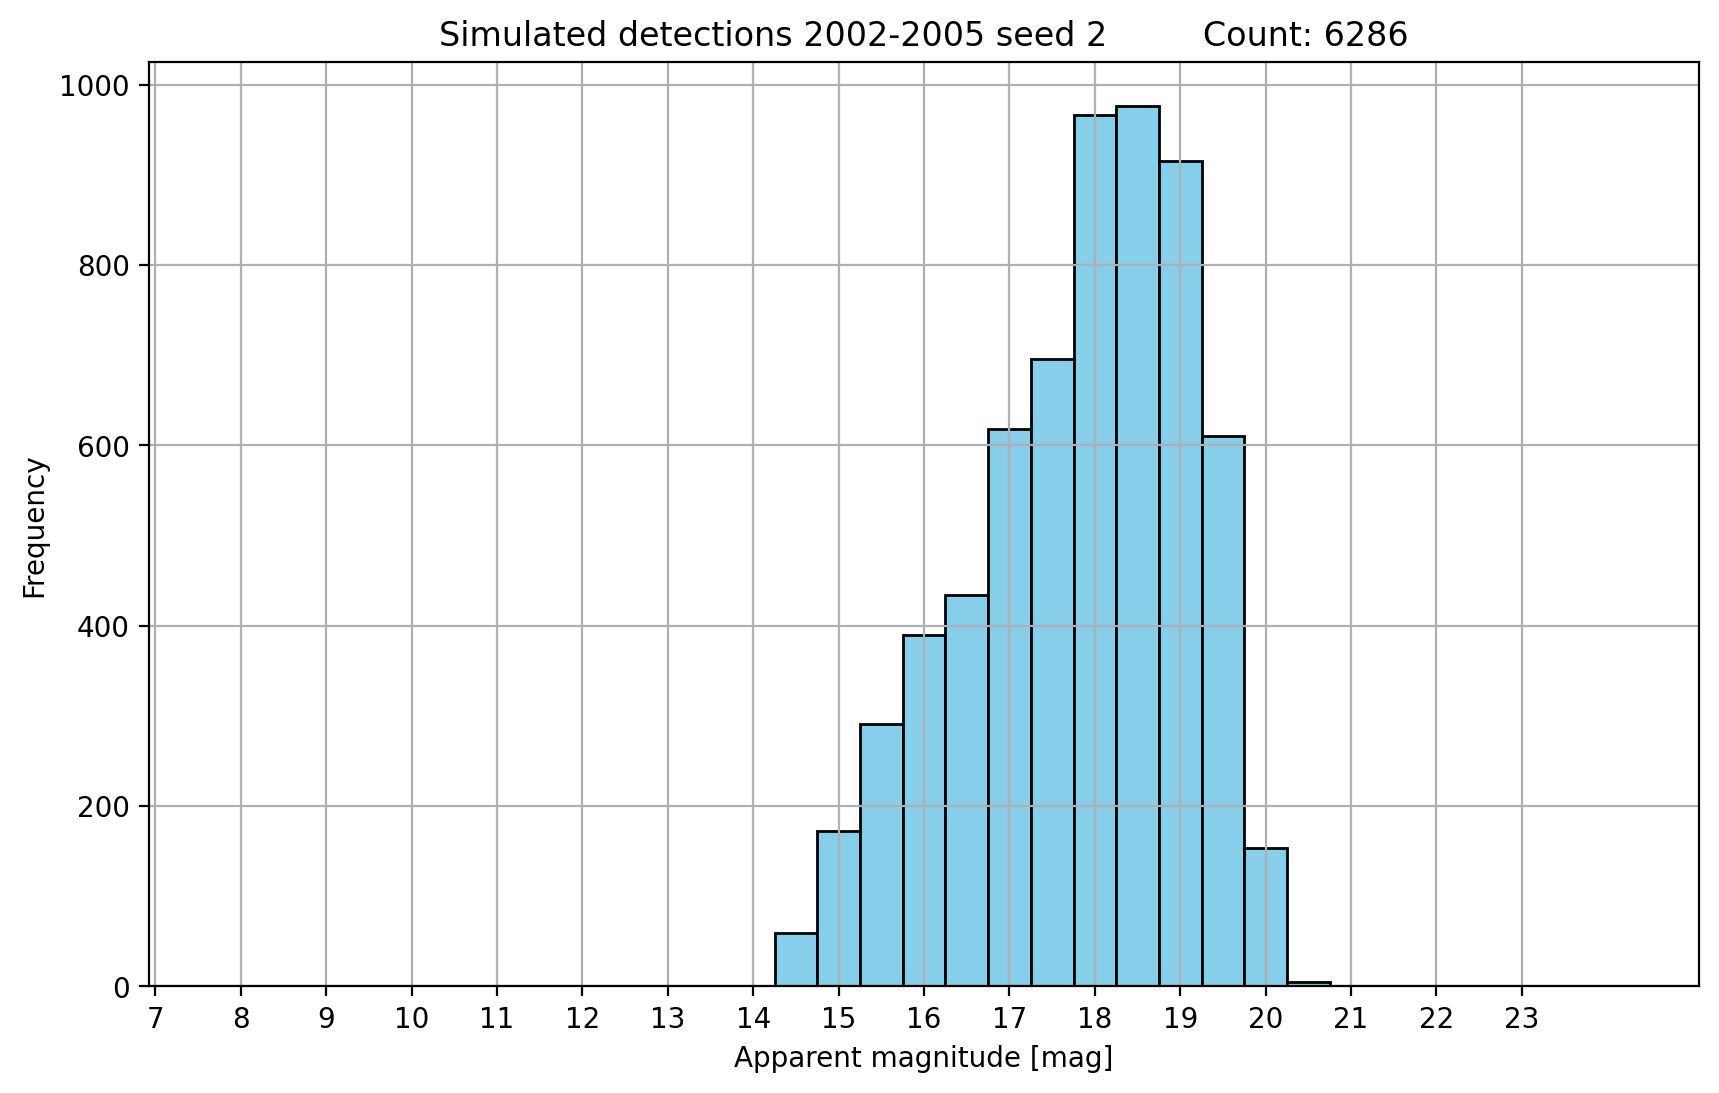 Simulated detections 2002-2005 seed 2 Count: 6286
1000
800
600
400
200
0
Frequency
7 8 9 10 11 12 13 14 15 16 17 18 19 20 21 22 23
Apparent magnitude [mag]